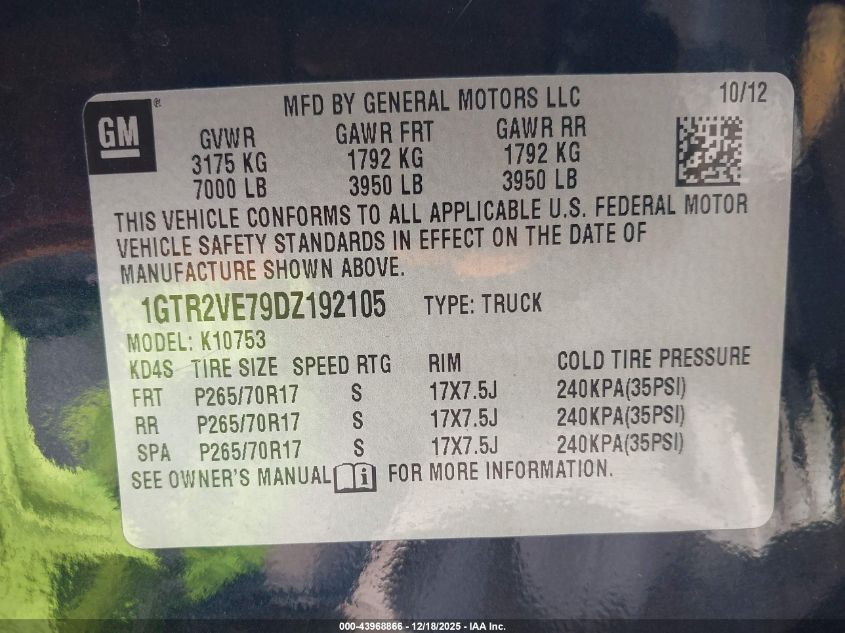 GM ®
MFD BY GENERAL MOTORS LLC 10/12
GVWR GAWR FRT GAWR RR
3175 KG 1792 KG 1792 KG
7000 LB 3950 LB 3950 LB
THIS VEHICLE CONFORMS TO ALL APPLICABLE U.S. FEDERAL MOTOR
VEHICLE SAFETY STANDARDS IN EFFECT ON THE DATE OF
MANUFACTURE SHOWN ABOVE.
1GTR2VE79DZ192105 TYPE: TRUCK
MODEL: K10753
KD4S TIRE SIZE SPEED RTG RIM COLD TIRE PRESSURE
FRT P265/70R17 S 17X7.5J 240KPA(35PSI)
RR P265/70R17 S 17X7.5J 240KPA(35PSI)
SPA P265/70R17 S 17X7.5J 240KPA(35PSI)
SEE OWNER'S MANUAL FOR MORE INFORMATION.
000-43968866 • 12/18/2025 - IAA Inc.